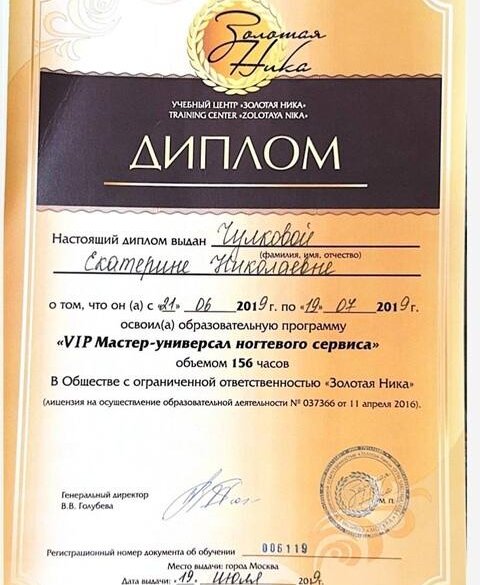 Золотая
Ника
УЧЕБНЫЙ ЦЕНТР «ЗОЛОТАЯ НИКА»
TRAINING CENTER «ZOLOTAYA NIKA»
ДИПЛОМ
Настоящий диплом выдан Чулковой
(фамилия, имя, отчество)
Екатерине Николаевне
о том, что он (а) с «21» 06 2019 г. по «19» 07 2019 г.
освоил(а) образовательную программу
«VIP Мастер-универсал ногтевого сервиса»
объемом 156 часов
В Обществе с ограниченной ответственностью «Золотая Ника»
(лицензия на осуществление образовательной деятельности № 037366 от 11 апреля 2016).
Генеральный директор
В.В. Голубева
М. П.
Регистрационный номер документа об обучении 006119
Место выдачи: город Москва
Дата выдачи: «19» июля 2019г.